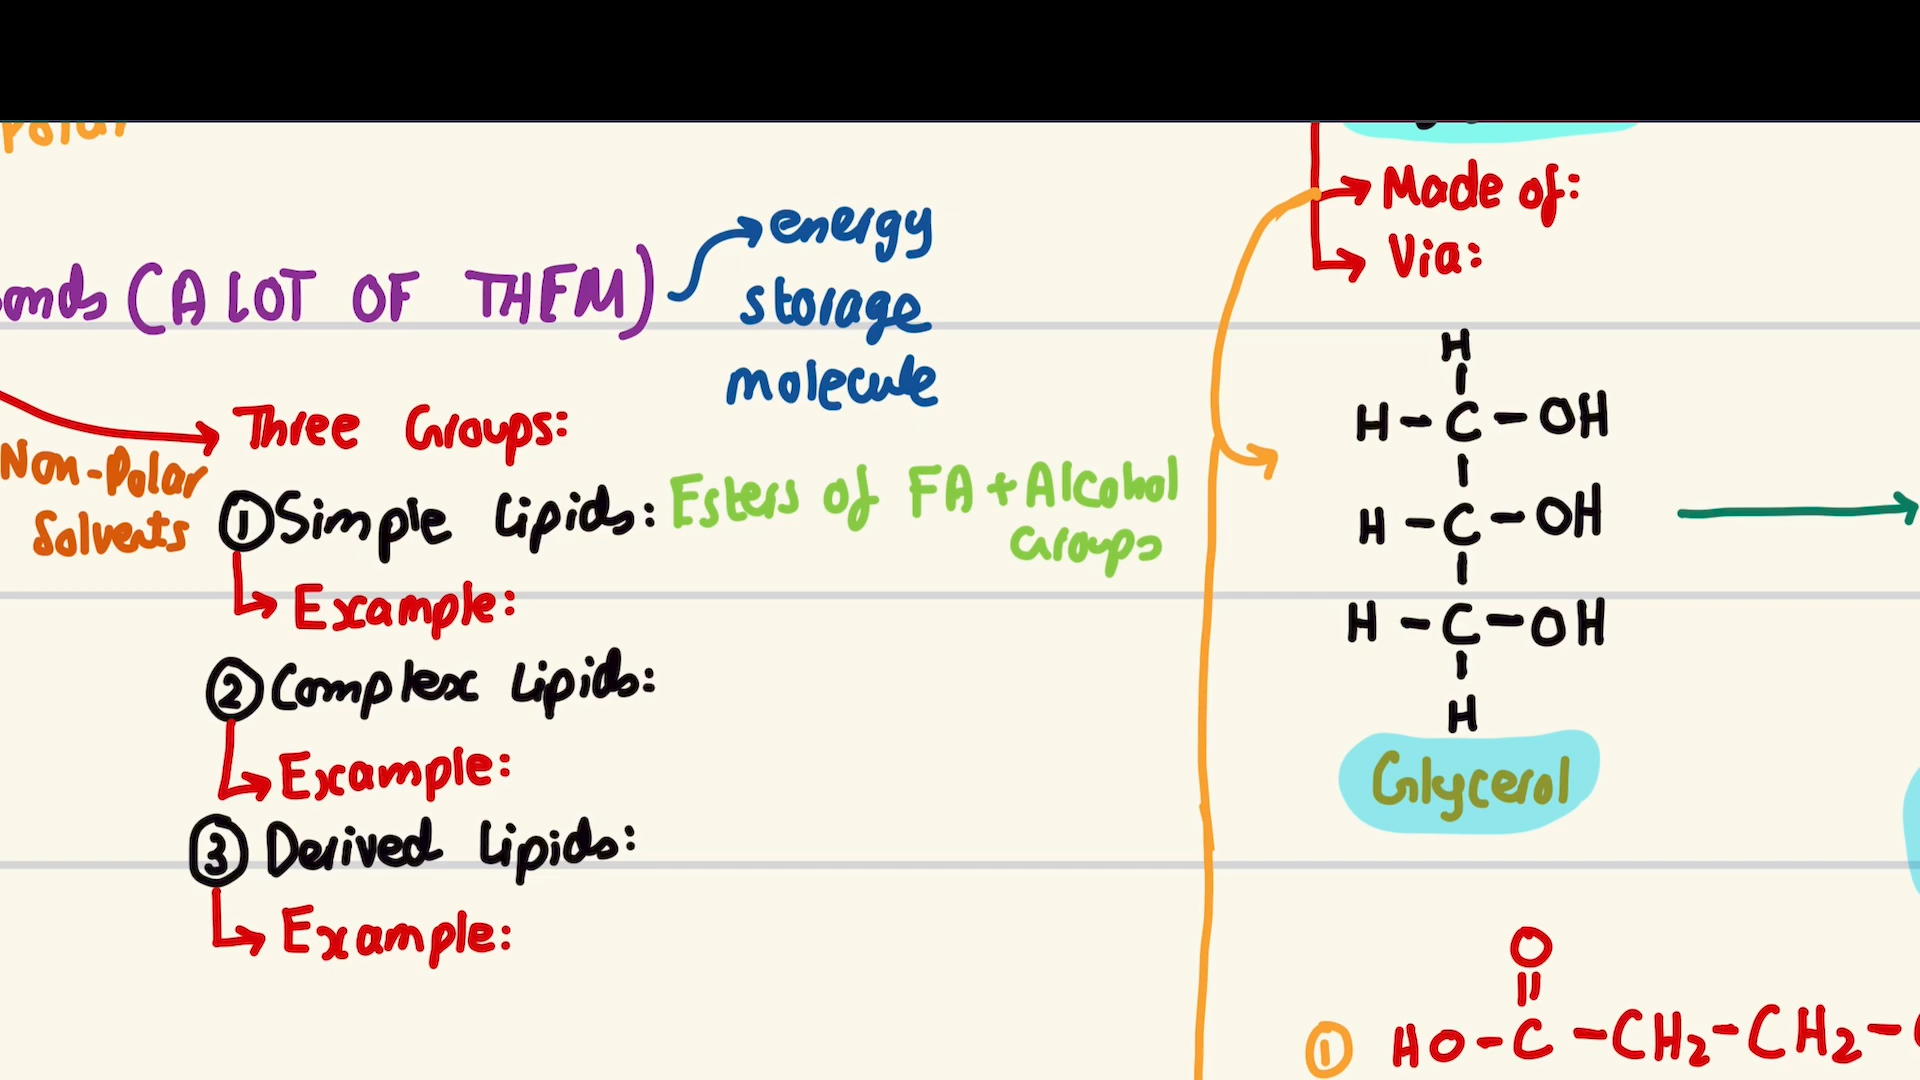 Polar
onds (A LOT OF THEM)
energy
storage
molecule
Three Groups:
Non-Polar
Solvents
① Simple Lipids: Esters of FA + Alcohol
Groups
Example:
② Complex Lipids:
Example:
③ Derived Lipids:
Example:
Made of:
Via:
H
H - C - OH
H - C - OH
H - C - OH
H
Glycerol
O
① HO - C - CH₂ - CH₂ -